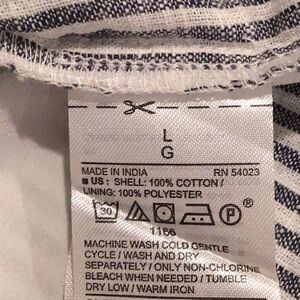 L
G
MADE IN INDIA RN 54023
■ US : SHELL: 100% COTTON /
LINING: 100% POLYESTER
30 P
1166
MACHINE WASH COLD GENTLE
CYCLE / WASH AND DRY
SEPARATELY / ONLY NON-CHLORINE
BLEACH WHEN NEEDED / TUMBLE
DRY LOW / WARM IRON